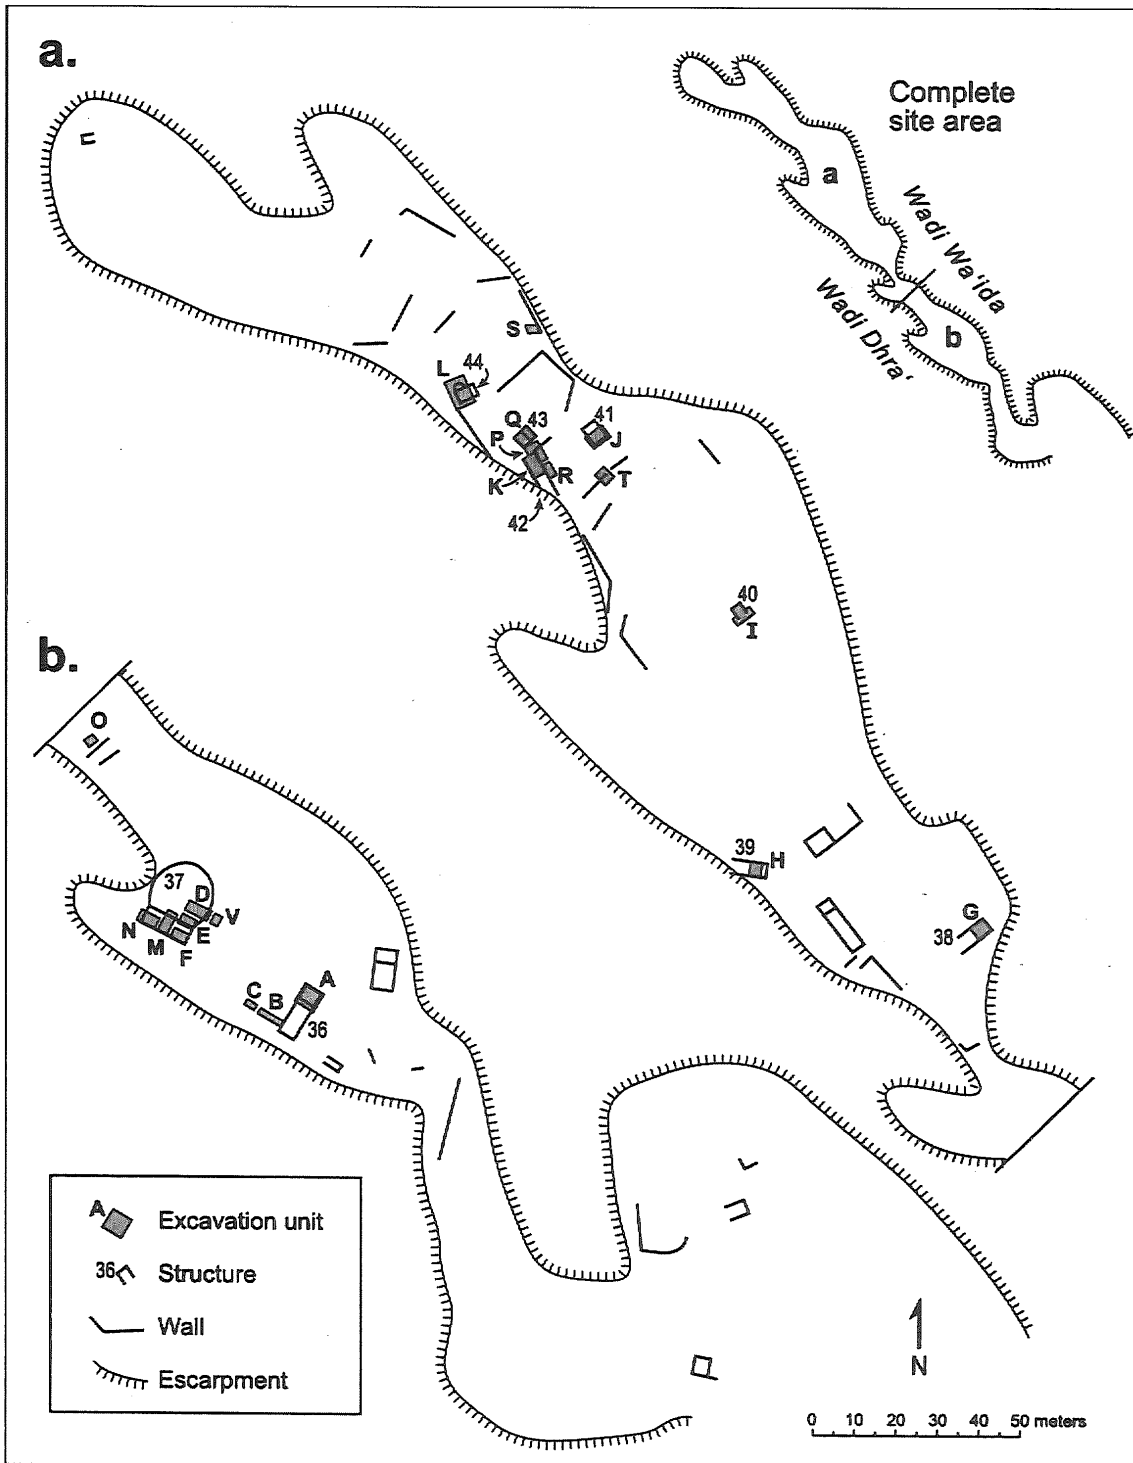 a.
Complete
site area
a
Wadi Wa'ida
Wadi Dhra'
b
S
L
44
Q
43
41
P
J
K
R
T
42
40
I
b.
O
39
H
37
D
V
N
M
E
F
G
38
C
B
A
36
A
Excavation unit
36
Structure
Wall
Escarpment
N
0 10 20 30 40 50 meters